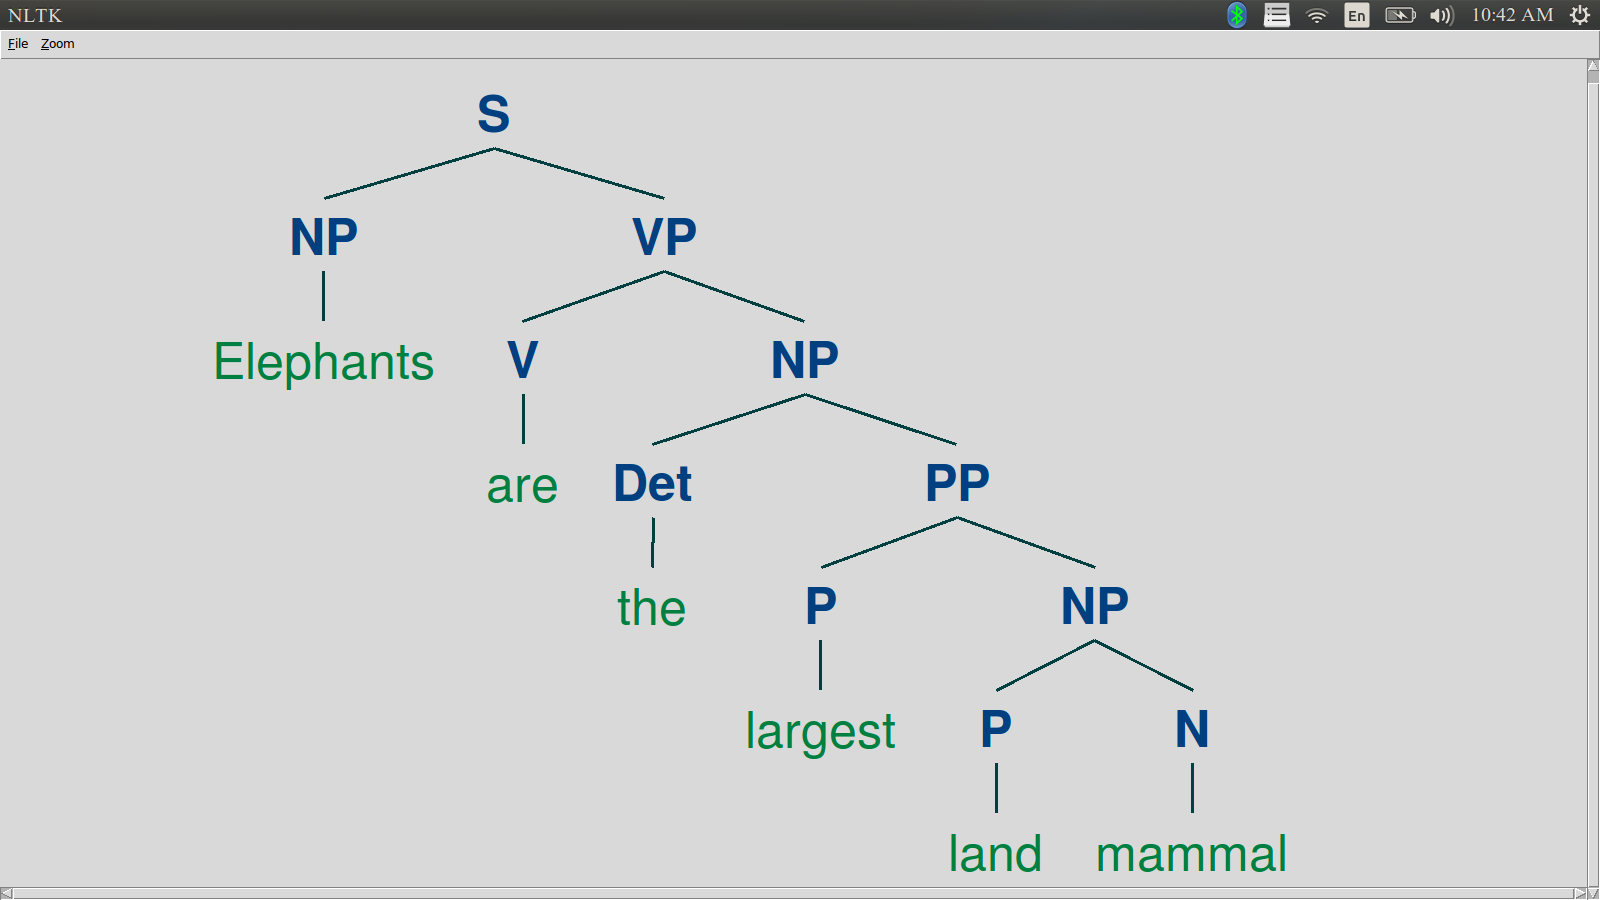 NLTK En 10:42 AM
File Zoom
S
NP VP
Elephants V NP
are Det PP
the P NP
largest P N
land mammal